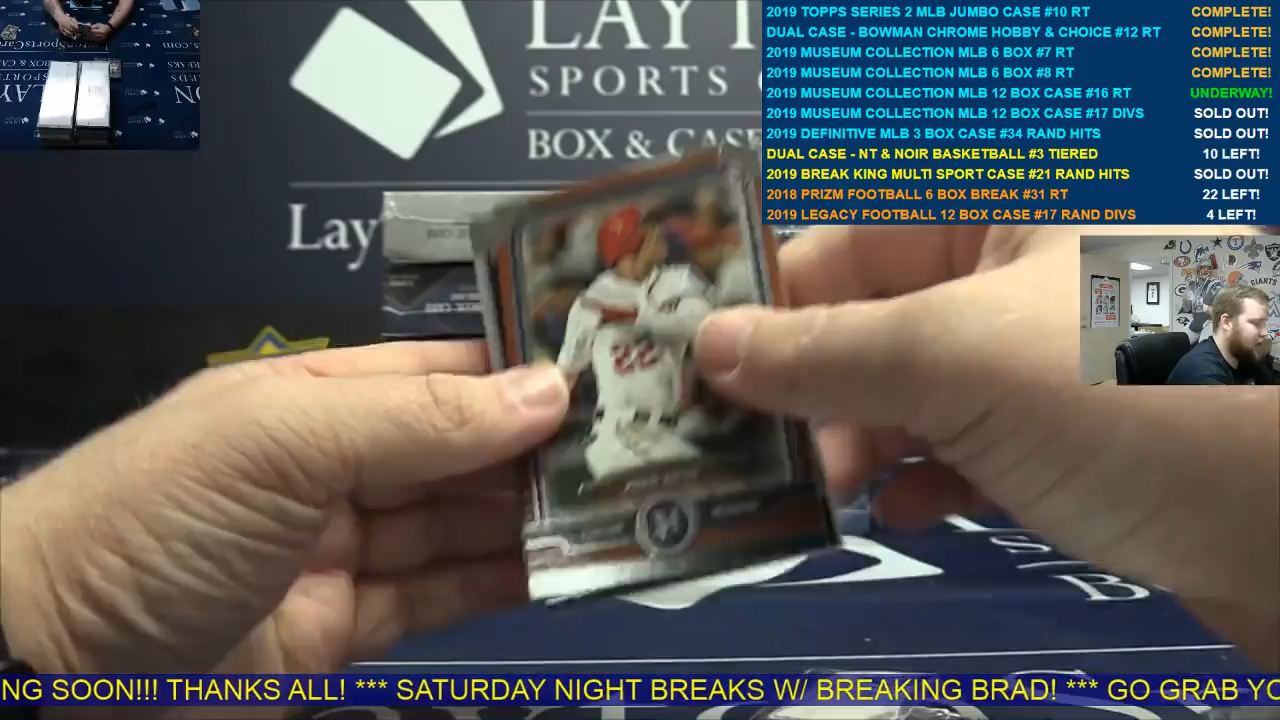 LAYT
SPORTS C
BOX & CASE
Lay
2019 TOPPS SERIES 2 MLB JUMBO CASE #10 RT COMPLETE!
DUAL CASE - BOWMAN CHROME HOBBY & CHOICE #12 RT COMPLETE!
2019 MUSEUM COLLECTION MLB 6 BOX #7 RT COMPLETE!
2019 MUSEUM COLLECTION MLB 6 BOX #8 RT COMPLETE!
2019 MUSEUM COLLECTION MLB 12 BOX CASE #16 RT UNDERWAY!
2019 MUSEUM COLLECTION MLB 12 BOX CASE #17 DIVS SOLD OUT!
2019 DEFINITIVE MLB 3 BOX CASE #34 RAND HITS SOLD OUT!
DUAL CASE - NT & NOIR BASKETBALL #3 TIERED 10 LEFT!
2019 BREAK KING MULTI SPORT CASE #21 RAND HITS SOLD OUT!
2018 PRIZM FOOTBALL 6 BOX BREAK #31 RT 22 LEFT!
2019 LEGACY FOOTBALL 12 BOX CASE #17 RAND DIVS 4 LEFT!
GIANTS
22
M
S
B
NG SOON!!! THANKS ALL! *** SATURDAY NIGHT BREAKS W/ BREAKING BRAD! *** GO GRAB YO